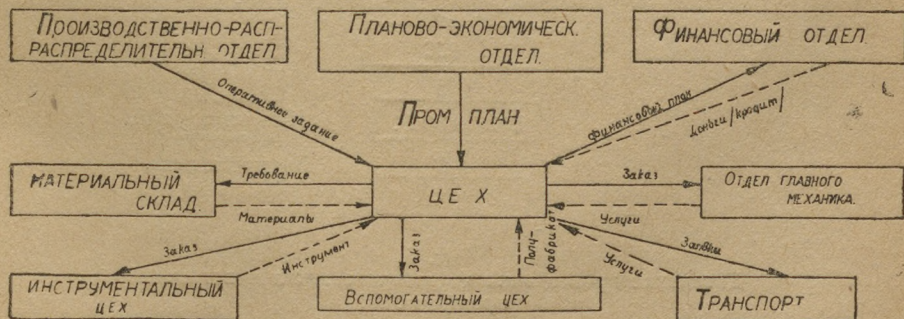 ПРОИЗВОДСТВЕННО-РАСП-
РАСПРЕДЕЛИТЕЛЬН ОТДЕЛ
ПЛАНОВО-ЭКОНОМИЧЕСК.
ОТДЕЛ.
ФИНАНСОВЫЙ ОТДЕЛ.
Оперативное задание
ПРОМ ПЛАН
Финансовый план
Деньги/кредит/
МАТЕРИАЛЬНЫЙ
СКЛАД.
Требование
Материалы
ЦЕХ
Заказ
Услуги
ОТДЕЛ ГЛАВНОГО
МЕХАНИКА.
Заказ
Инструмент
Заказ
Полу-
фабрикат
Услуги
Заявки
ИНСТРУМЕНТАЛЬНЫЙ
ЦЕХ
ВСПОМОГАТЕЛЬНЫЙ ЦЕХ
ТРАНСПОРТ